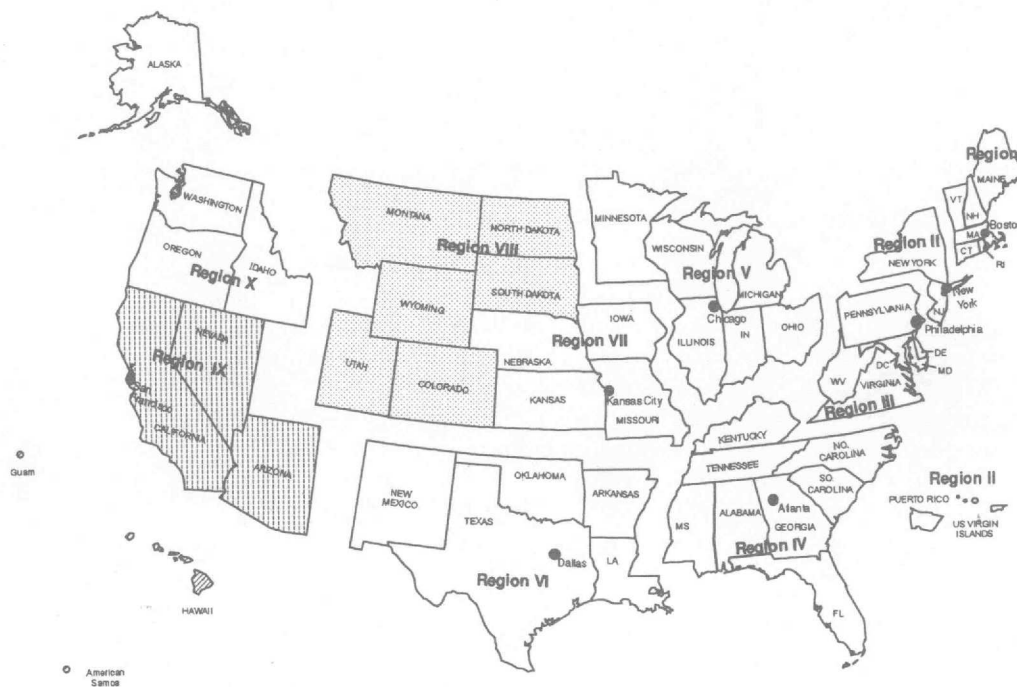 ALASKA
Region
MAINE
WASHINGTON
VT
NH
MONTANA
NORTH DAKOTA
MINNESOTA
MA
Bosto
OREGON
Region VIII
WISCONSIN
Region II
CT
RI
Region X
IDAHO
Region V
NEW YORK
SOUTH DAKOTA
MICHIGAN
New
York
WYOMING
IOWA
PENNSYLVANIA
NJ
NEVADA
Chicago
OHIO
Philadelphia
Region VII
ILLINOIS
IN
Region IX
UTAH
NEBRASKA
DE
DC
MD
COLORADO
WV
VIRGINIA
San
Francisco
KANSAS
Kansas City
Region III
MISSOURI
CALIFORNIA
KENTUCKY
NO.
CAROLINA
Guam
ARIZONA
TENNESSEE
OKLAHOMA
Region II
NEW
MEXICO
ARKANSAS
SO.
CAROLINA
PUERTO RICO
ALABAMA
Atlanta
TEXAS
MS
GEORGIA
US VIRGIN
ISLANDS
Region IV
Dallas
LA
Region VI
HAWAII
FL
American
Samoa